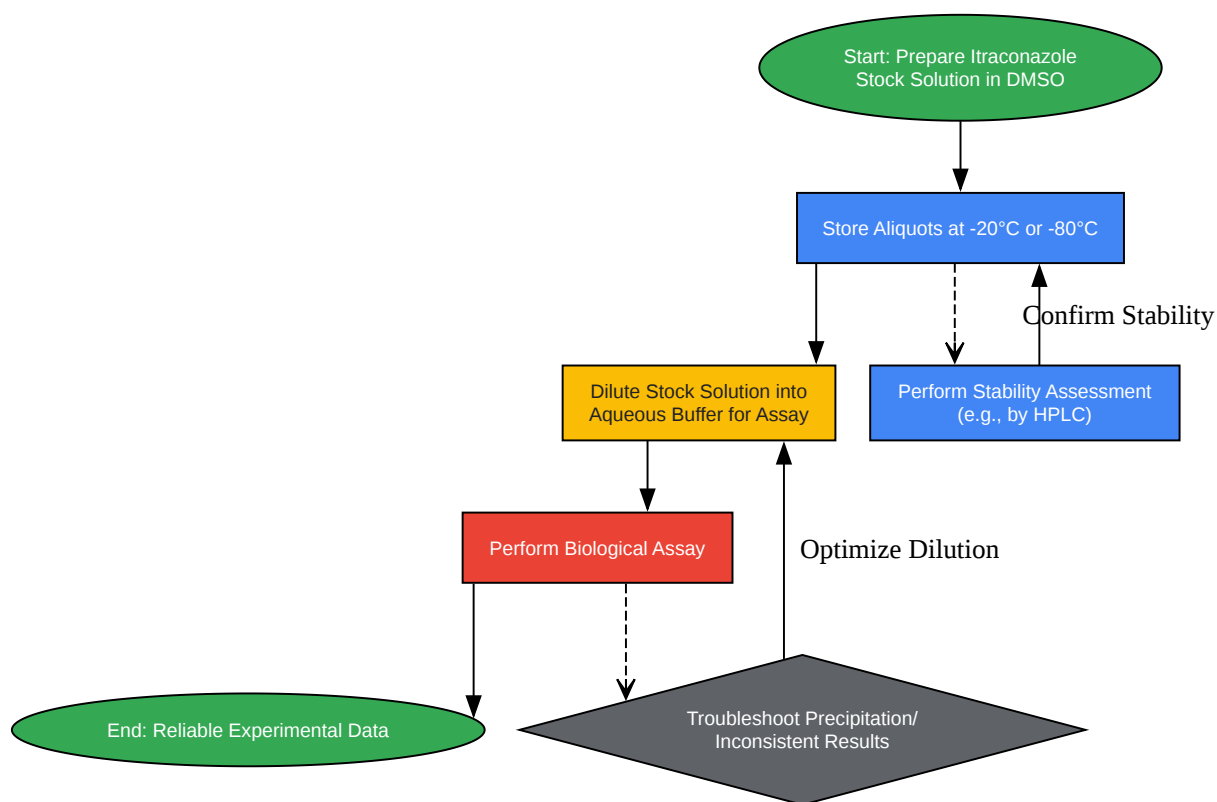 Start: Prepare Itraconazole
Stock Solution in DMSO
Store Aliquots at -20°C or -80°C
Confirm Stability
Dilute Stock Solution into
Aqueous Buffer for Assay
Perform Stability Assessment
(e.g., by HPLC)
Perform Biological Assay
Optimize Dilution
End: Reliable Experimental Data
Troubleshoot Precipitation/
Inconsistent Results